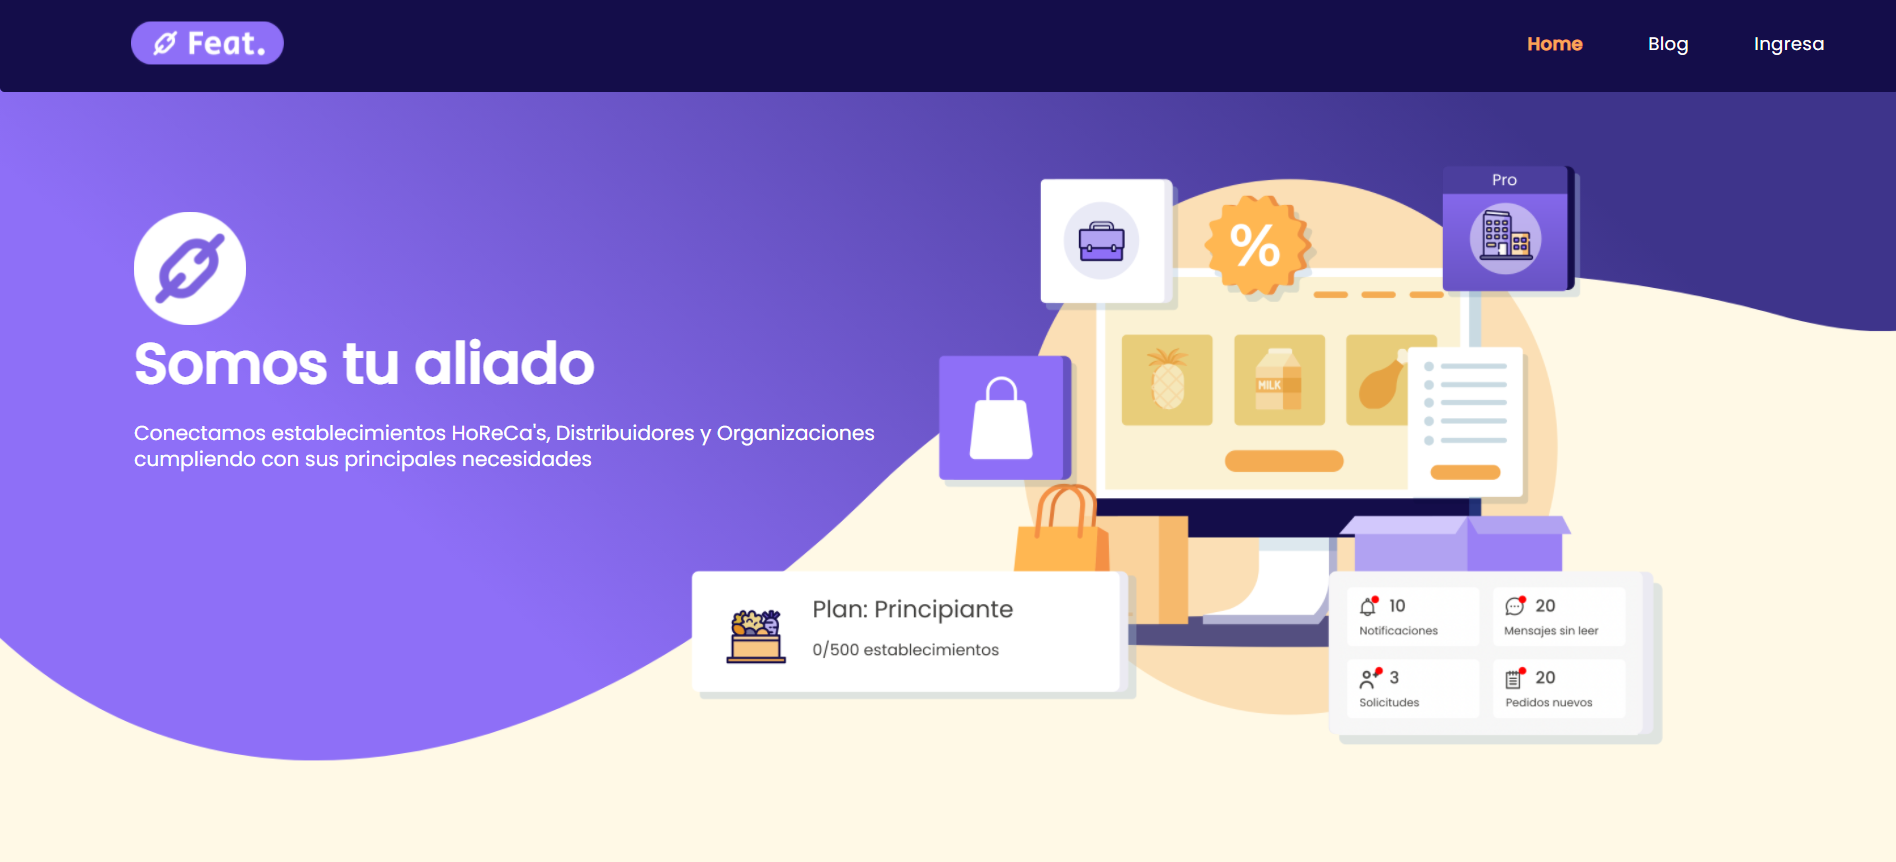 Feat.
Home
Blog
Ingresa
Somos tu aliado
Conectamos establecimientos HoReCa's, Distribuidores y Organizaciones
cumpliendo con sus principales necesidades
%
Pro
MILK
Plan: Principiante
0/500 establecimientos
10
Notificaciones
20
Mensajes sin leer
3
Solicitudes
20
Pedidos nuevos